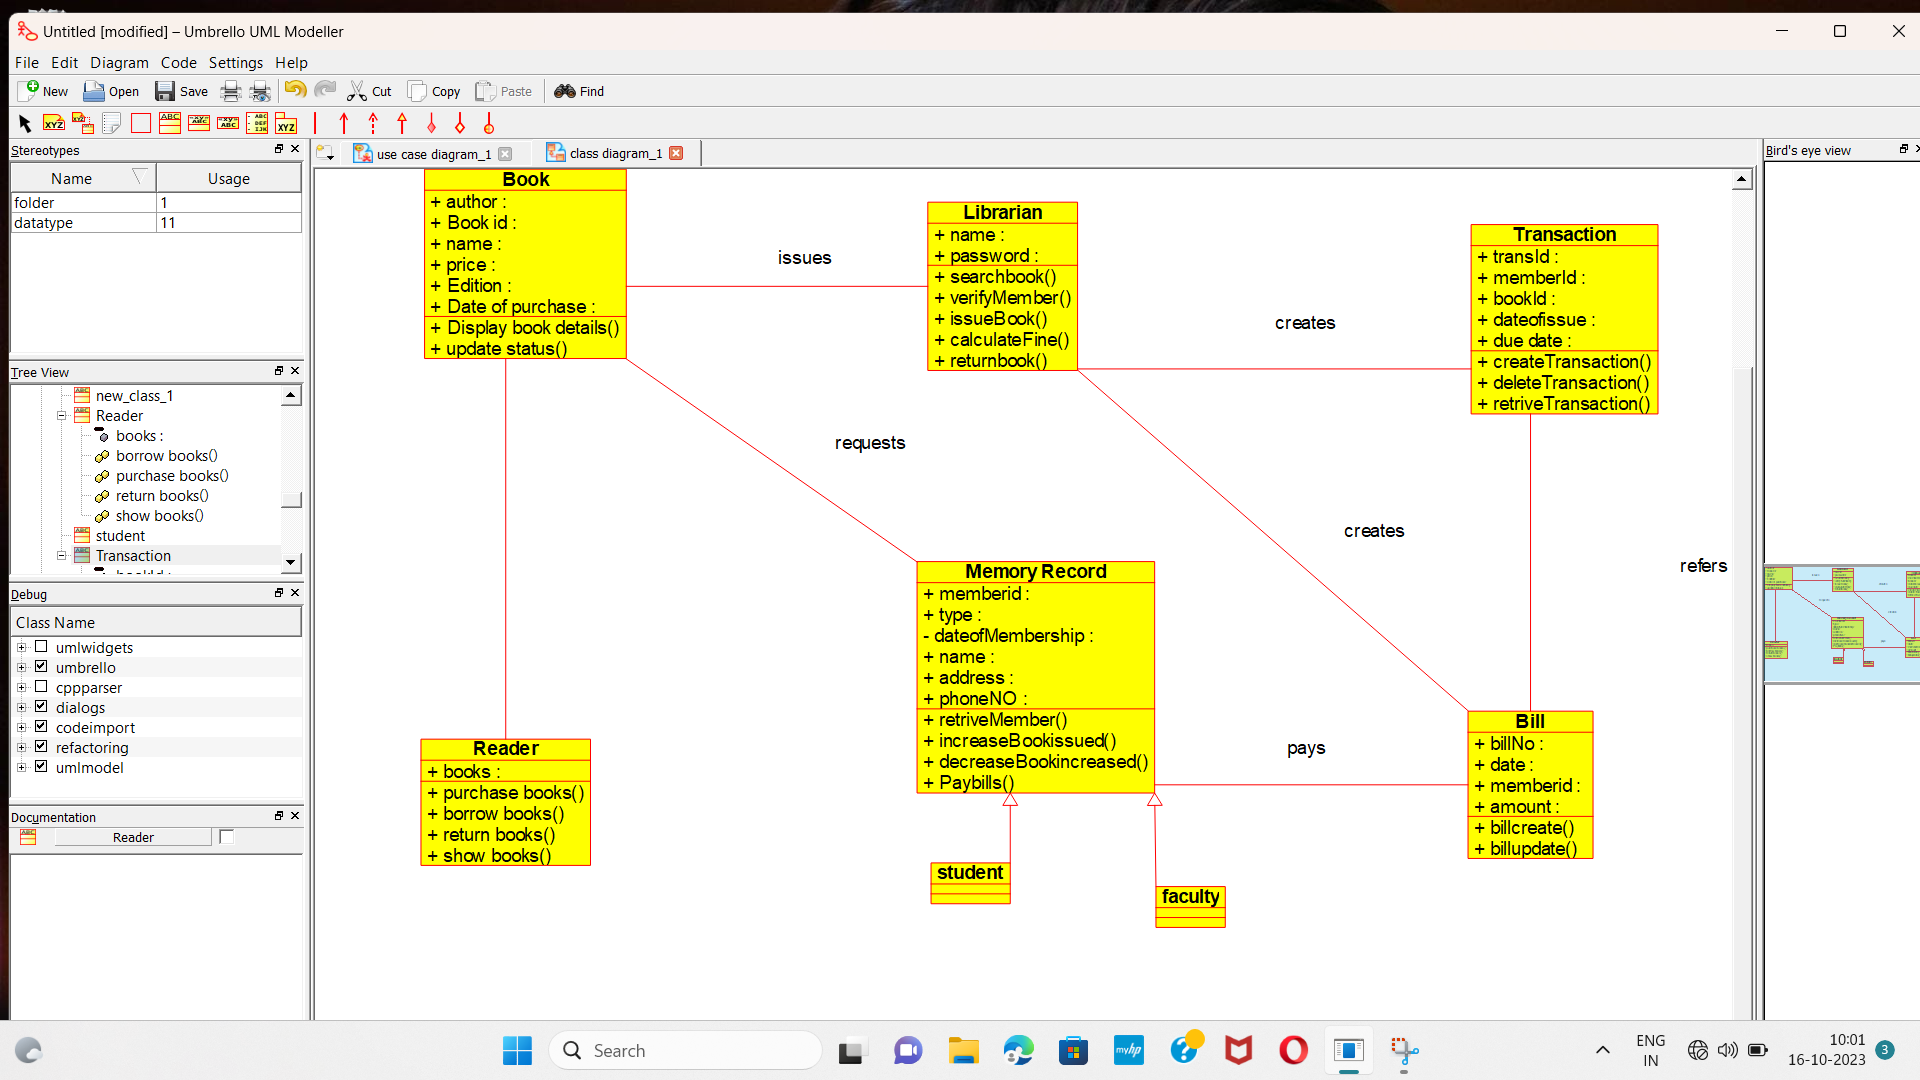 Untitled [modified] – Umbrello UML Modeller
File Edit Diagram Code Settings Help
New Open Save Cut Copy Paste Find
Stereotypes
Name Usage
folder 1
datatype 11
Tree View
new_class_1
Reader
books :
borrow books()
purchase books()
return books()
show books()
student
Transaction
Debug
Class Name
umlwidgets
umbrello
cppparser
dialogs
codeimport
refactoring
umlmodel
Documentation
Reader
use case diagram_1
class diagram_1
Bird's eye view
Book
+ author :
+ Book id :
+ name :
+ price :
+ Edition :
+ Date of purchase :
+ Display book details()
+ update status()
issues
Librarian
+ name :
+ password :
+ searchbook()
+ verifyMember()
+ issueBook()
+ calculateFine()
+ returnbook()
creates
Transaction
+ transId :
+ memberId :
+ bookId :
+ dateofissue :
+ due date :
+ createTransaction()
+ deleteTransaction()
+ retriveTransaction()
requests
creates
refers
Memory Record
+ memberid :
+ type :
- dateofMembership :
+ name :
+ address :
+ phoneNO :
+ retriveMember()
+ increaseBookissued()
+ decreaseBookincreased()
+ Paybills()
pays
Bill
+ billNo :
+ date :
+ memberid :
+ amount :
+ billcreate()
+ billupdate()
Reader
+ books :
+ purchase books()
+ borrow books()
+ return books()
+ show books()
student
faculty
Search
myhp
ENG
IN
10:01
16-10-2023
3